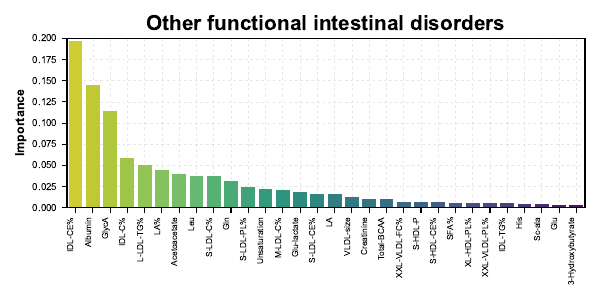 Other functional intestinal disorders
Importance
0.200
0.175
0.150
0.125
0.100
0.075
0.050
0.025
0.000
IDL-CE%
Albumin
GlycA
IDL-C%
L-LDL-TG%
LA%
Acetoacetate
Leu
S-LDL-C%
Gln
S-LDL-PL%
Unsaturation
M-LDL-C%
Glu-lactate
S-LDL-CE%
LA
VLDL-size
Creatinine
Total-BCAA
XXL-VLDL-FC%
S-HDL-P
S-HDL-CE%
SFA%
XL-HDL-PL%
XXL-VLDL-PL%
IDL-TG%
His
Sc-ala
Glu
3-Hydroxybutyrate